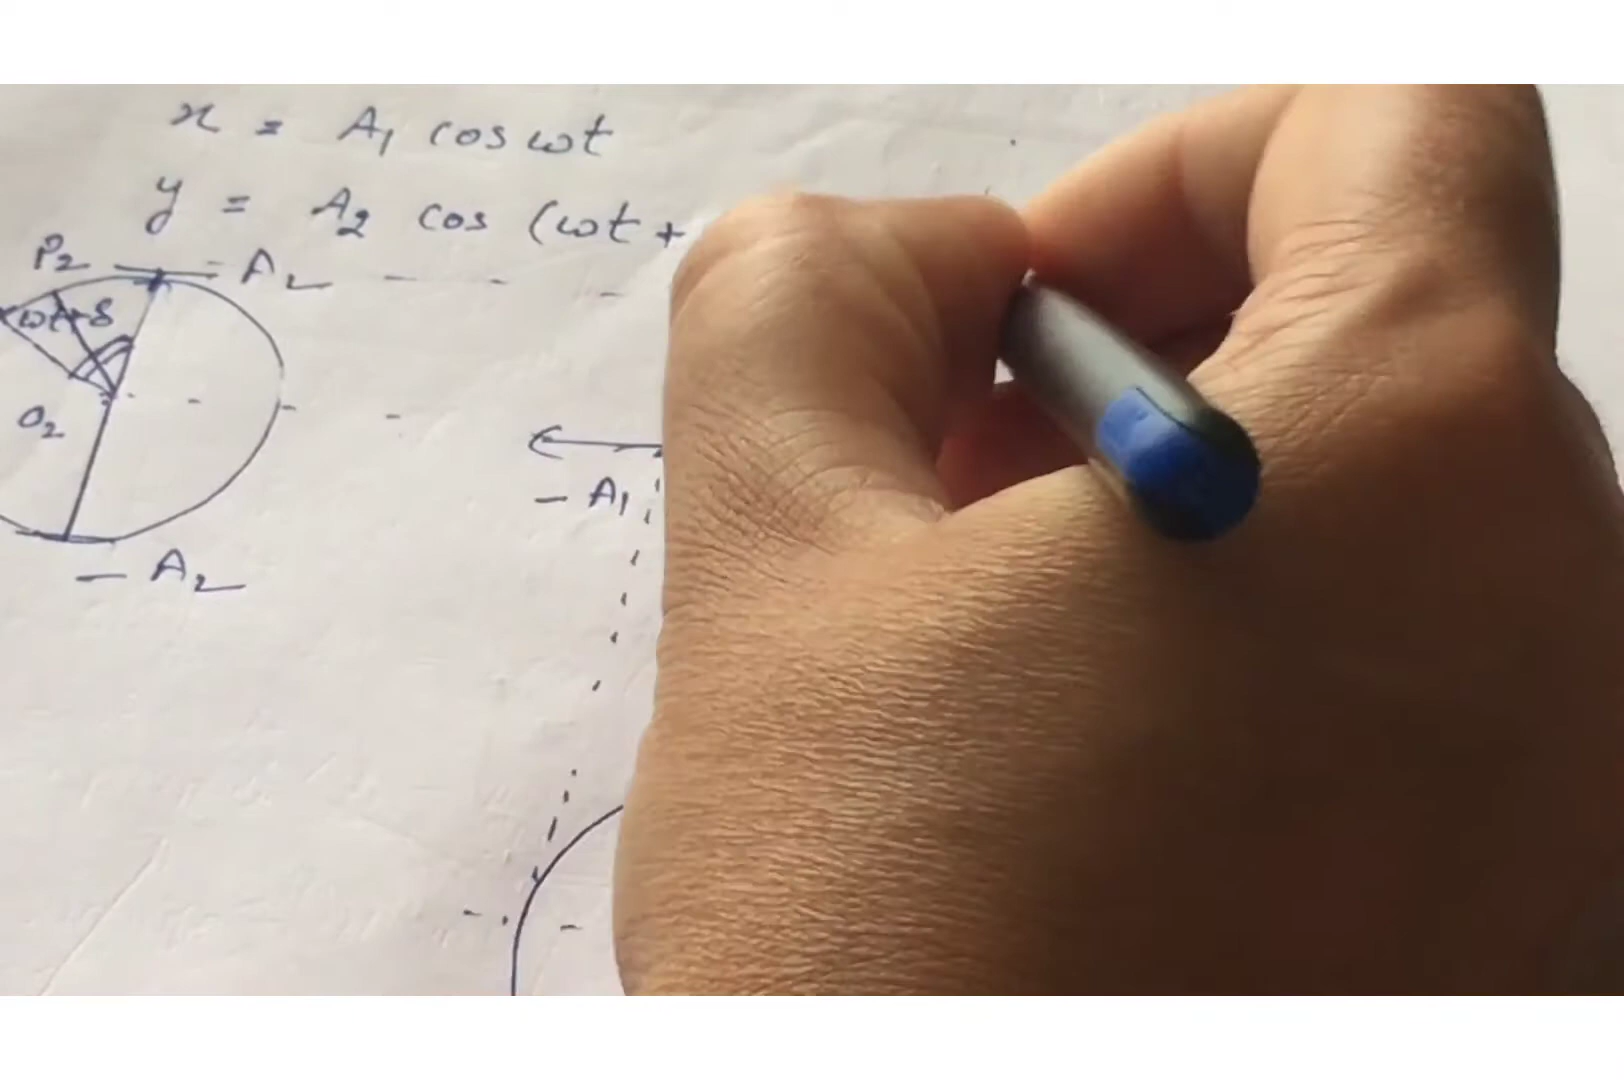 x = A₁ cos ωt
y = A₂ cos (ωt +
P₂
A₂
ωt+δ
O₂
- A₁
- A₂